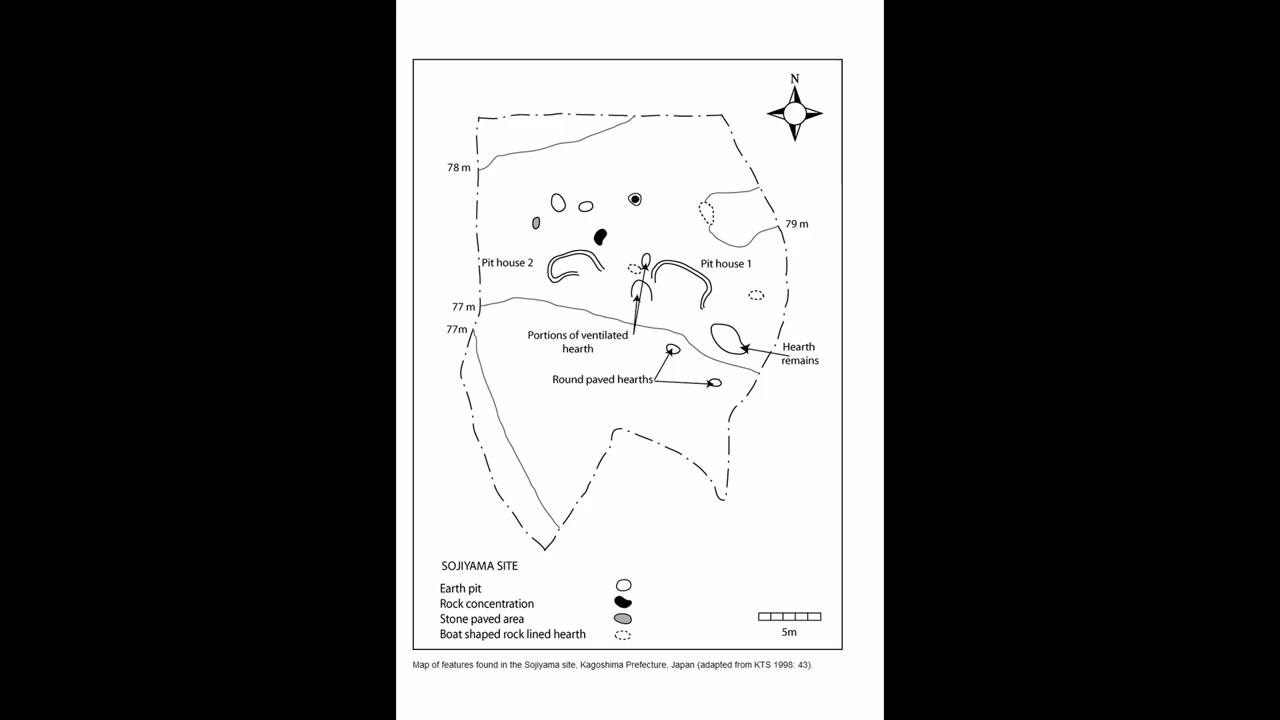 N
78 m
79 m
Pit house 2
Pit house 1
77 m
77m
Portions of ventilated
hearth
Hearth
remains
Round paved hearths
SOJIYAMA SITE
Earth pit
Rock concentration
Stone paved area
Boat shaped rock lined hearth
5m
Map of features found in the Sojiyama site, Kagoshima Prefecture, Japan (adapted from KTS 1998: 43).